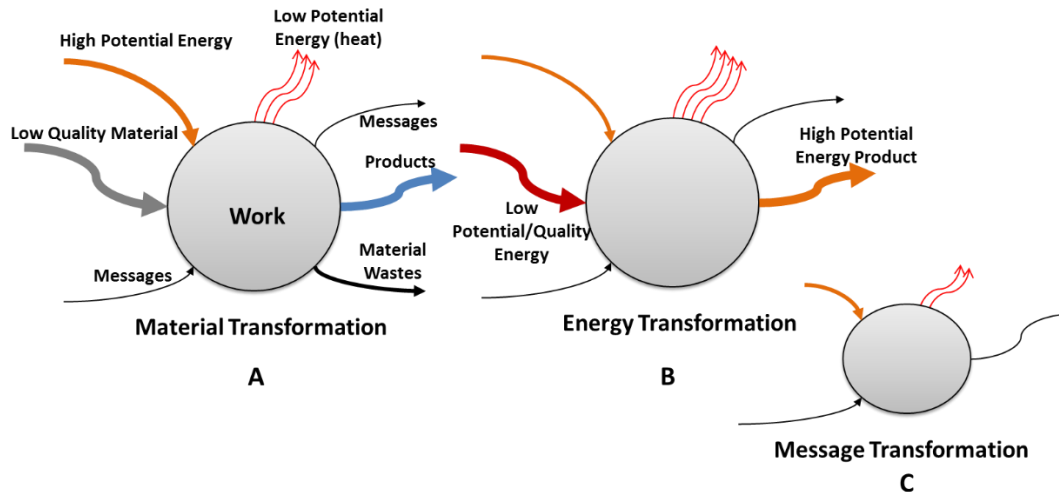 High Potential Energy
Low Potential
Energy (heat)
Low Quality Material
Messages
Products
Work
Material
Wastes
Messages
Material Transformation
A
High Potential
Energy Product
Low
Potential/Quality
Energy
Energy Transformation
B
Message Transformation
C